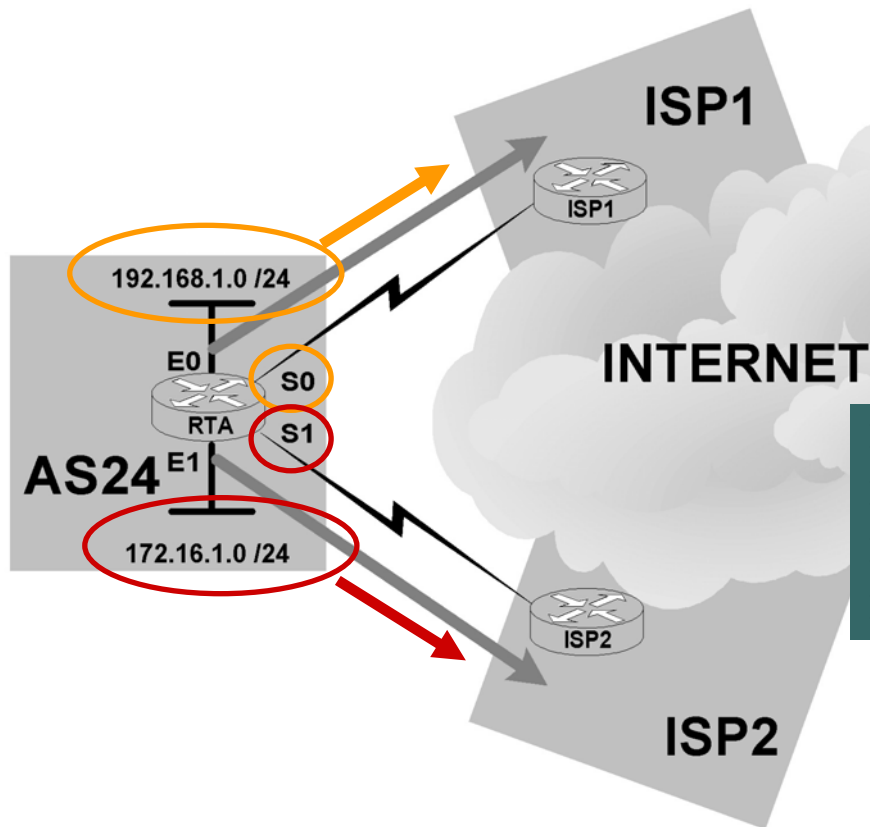 ISP1
ISP1
192.168.1.0 /24
E0
S0
INTERNET
RTA
S1
E1
AS24
172.16.1.0 /24
ISP2
ISP2